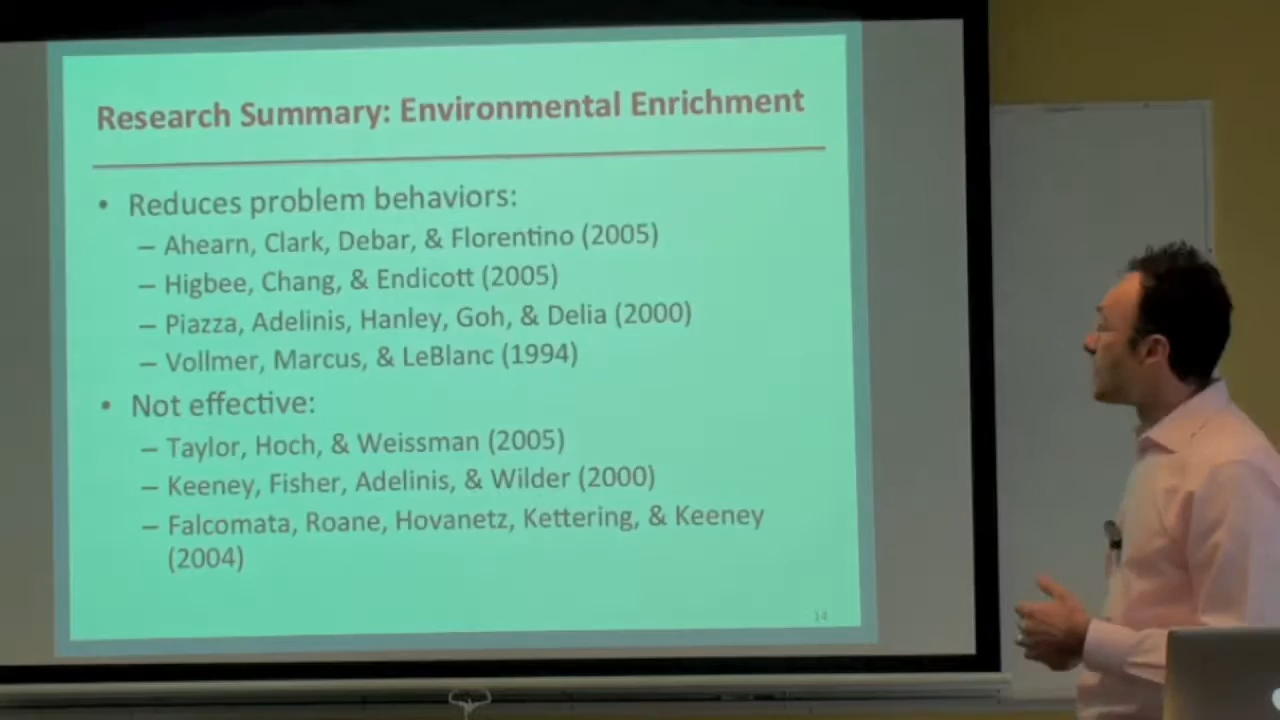 Research Summary: Environmental Enrichment
• Reduces problem behaviors:
– Ahearn, Clark, Debar, & Florentino (2005)
– Higbee, Chang, & Endicott (2005)
– Piazza, Adelinis, Hanley, Goh, & Delia (2000)
– Vollmer, Marcus, & LeBlanc (1994)
• Not effective:
– Taylor, Hoch, & Weissman (2005)
– Keeney, Fisher, Adelinis, & Wilder (2000)
– Falcomata, Roane, Hovanetz, Kettering, & Keeney
(2004)
14